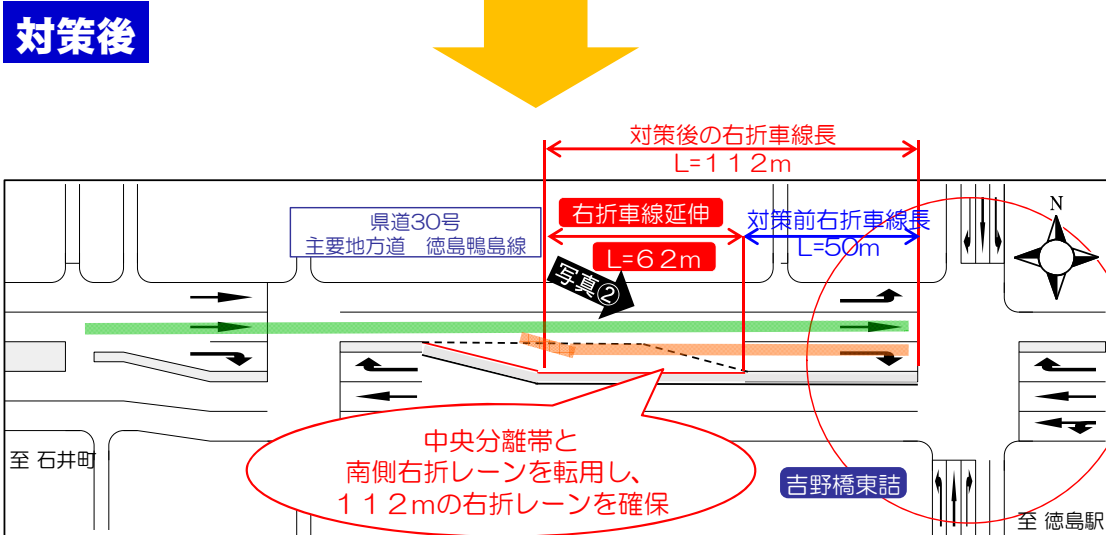 対策後
対策後の右折車線長
L=112m
右折車線延伸
L=62m
対策前右折車線長
L=50m
県道30号
主要地方道 徳島鴨島線
写真②
N
中央分離帯と
南側右折レーンを転用し、
112mの右折レーンを確保
至 石井町
吉野橋東詰
至 徳島駅